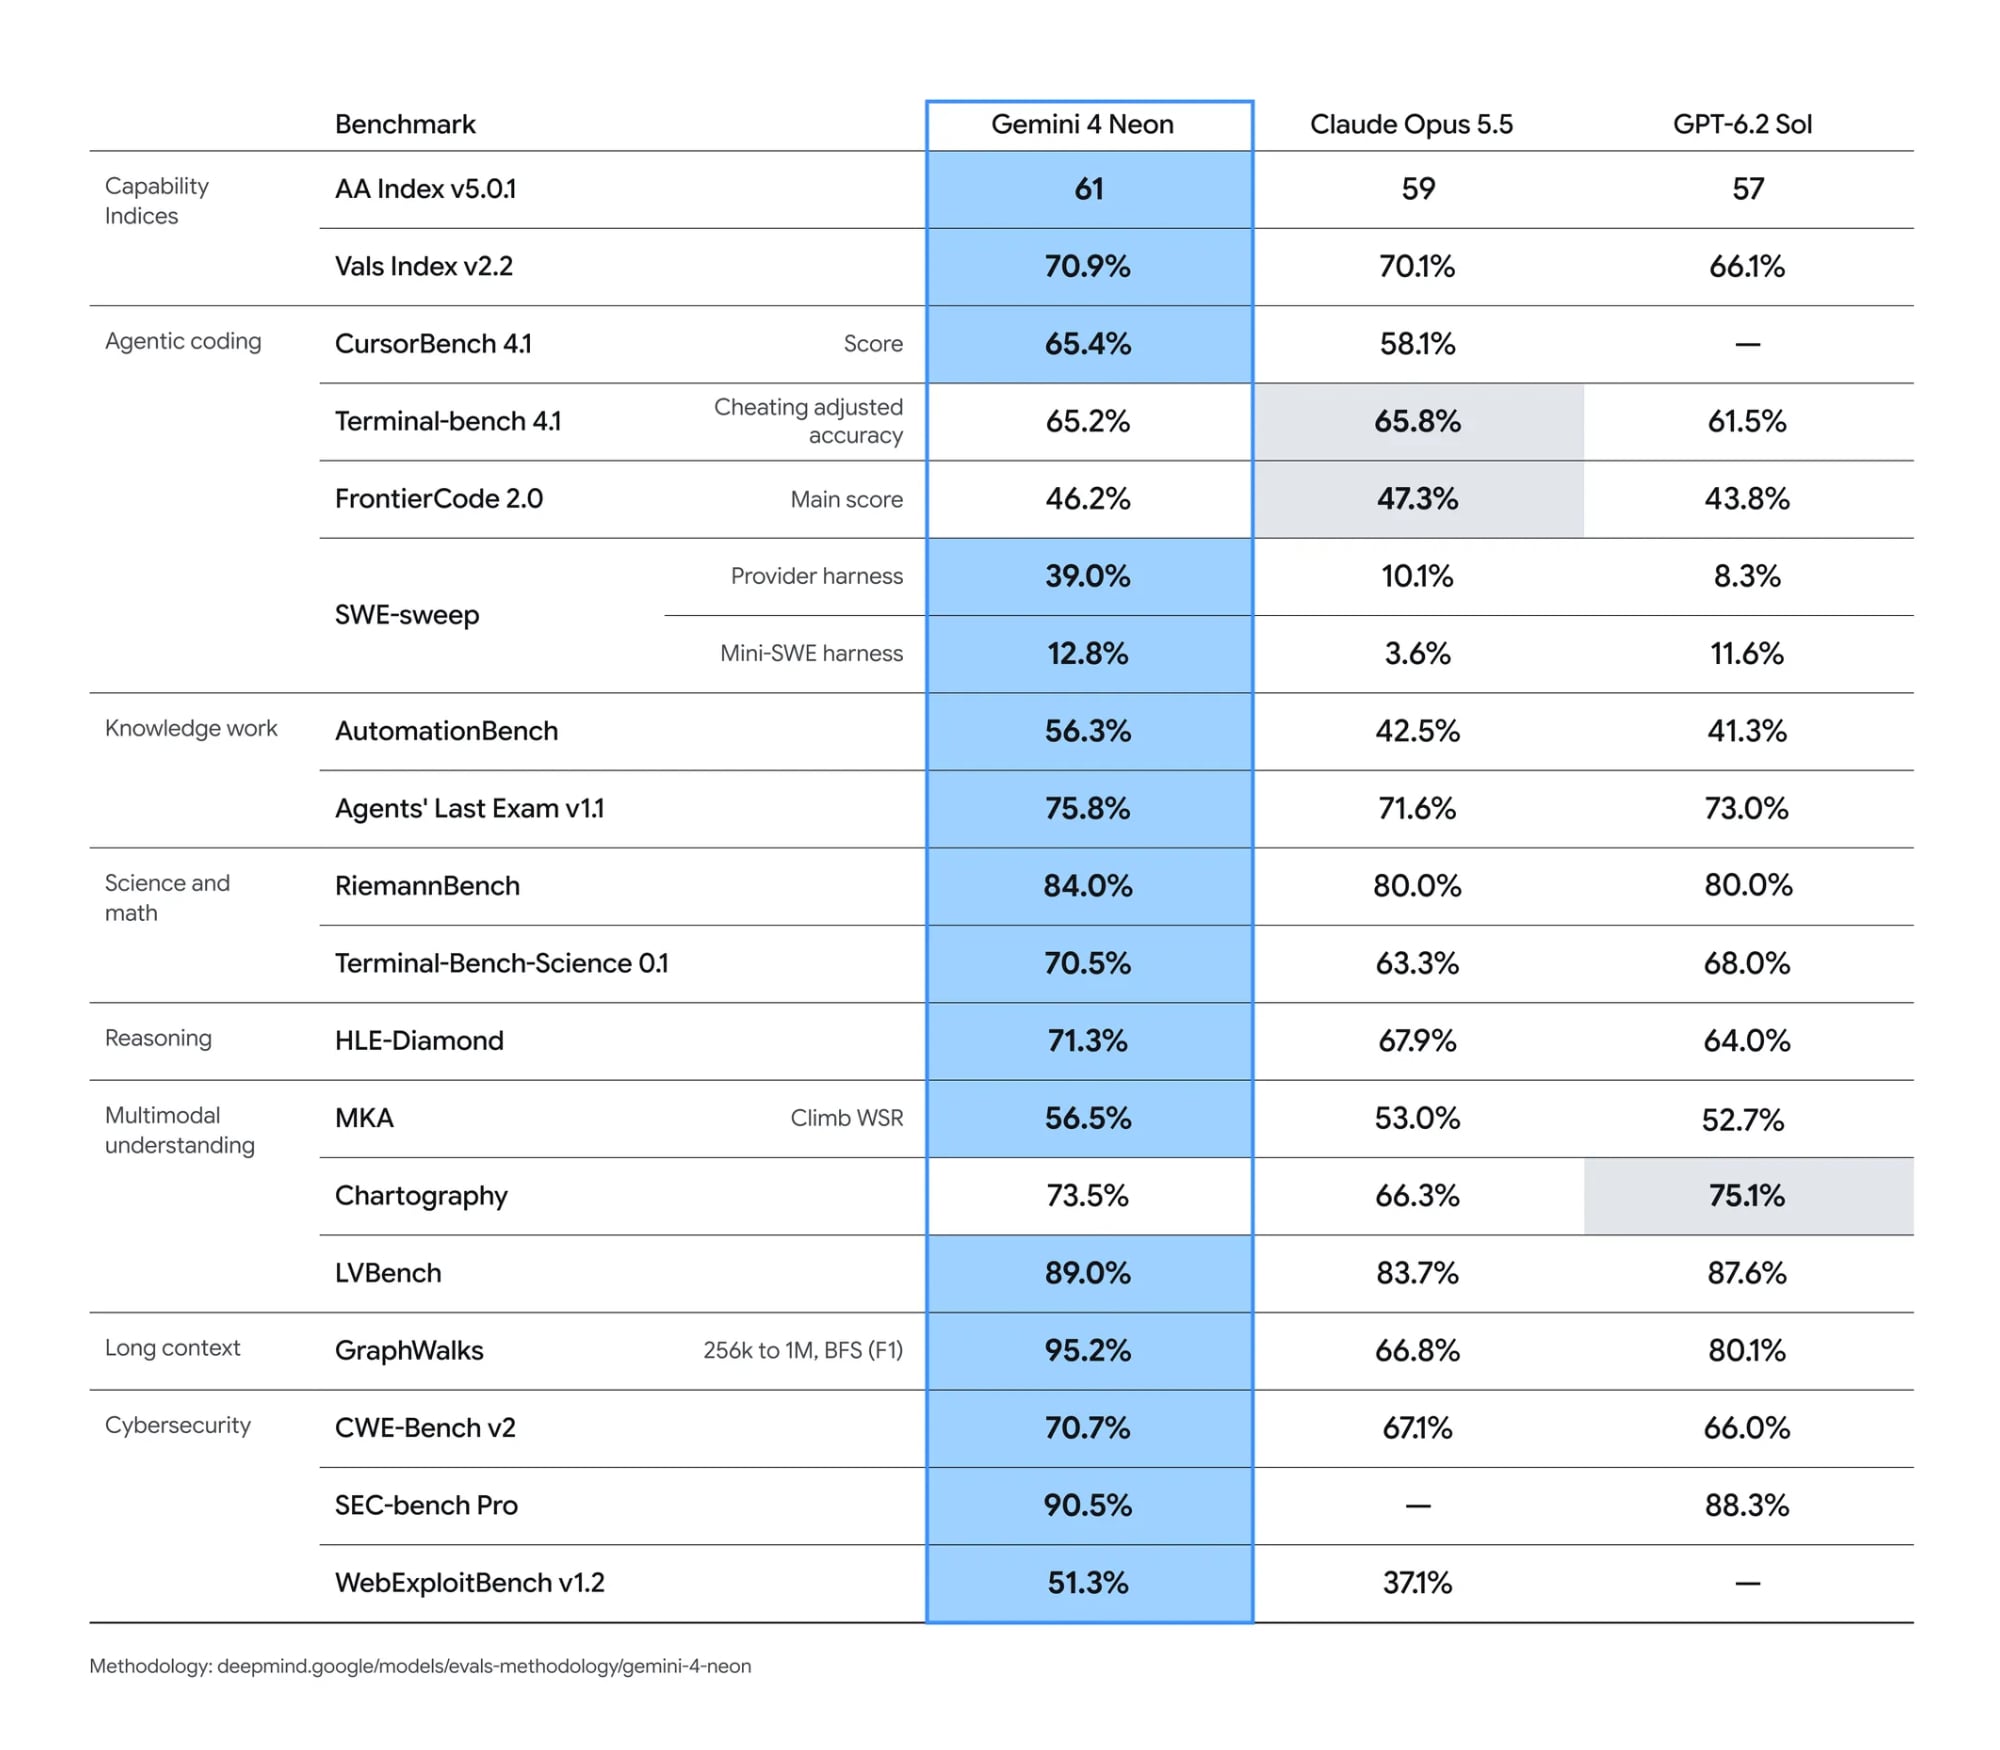 Benchmark Gemini 4 Neon Claude Opus 5.5 GPT-6.2 Sol
Capability
Indices
AA Index v5.0.1 61 59 57
Vals Index v2.2 70.9% 70.1% 66.1%
Agentic coding CursorBench 4.1 Score 65.4% 58.1% —
Terminal-bench 4.1 Cheating adjusted
accuracy
65.2% 65.8% 61.5%
FrontierCode 2.0 Main score 46.2% 47.3% 43.8%
SWE-sweep
Provider harness 39.0% 10.1% 8.3%
Mini-SWE harness 12.8% 3.6% 11.6%
Knowledge work AutomationBench 56.3% 42.5% 41.3%
Agents' Last Exam v1.1 75.8% 71.6% 73.0%
Science and
math
RiemannBench 84.0% 80.0% 80.0%
Terminal-Bench-Science 0.1 70.5% 63.3% 68.0%
Reasoning HLE-Diamond 71.3% 67.9% 64.0%
Multimodal
understanding
MKA Climb WSR 56.5% 53.0% 52.7%
Chartography 73.5% 66.3% 75.1%
LVBench 89.0% 83.7% 87.6%
Long context GraphWalks 256k to 1M, BFS (F1) 95.2% 66.8% 80.1%
Cybersecurity CWE-Bench v2 70.7% 67.1% 66.0%
SEC-bench Pro 90.5% — 88.3%
WebExploitBench v1.2 51.3% 37.1% —
Methodology: deepmind.google/models/evals-methodology/gemini-4-neon